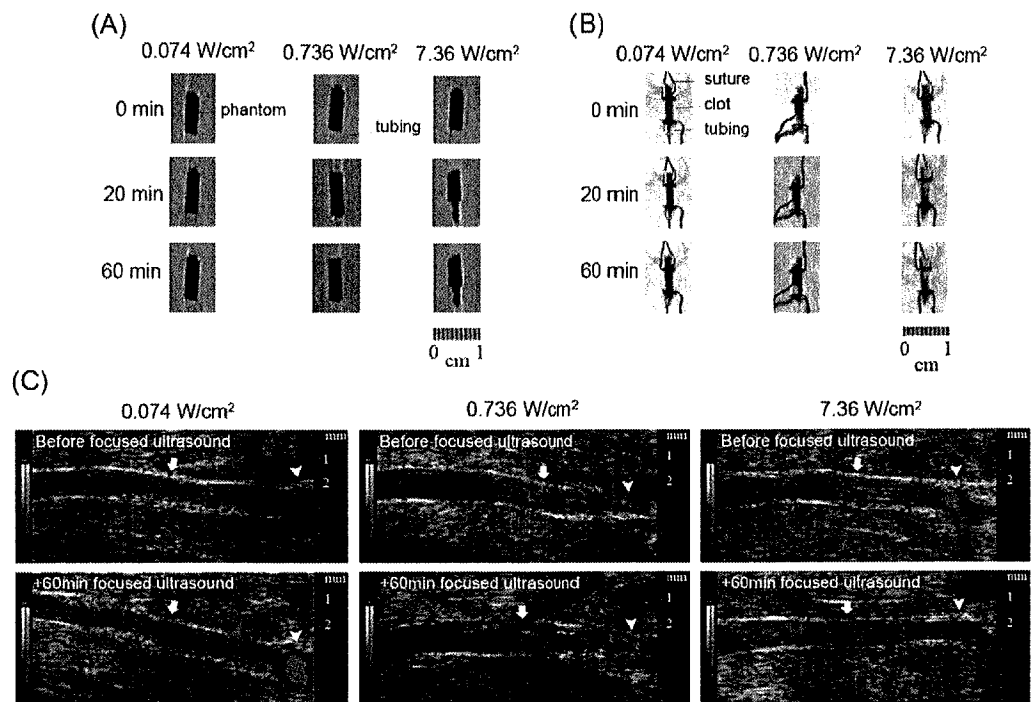 (A)
0.074 W/cm² 0.736 W/cm² 7.36 W/cm²
0 min
phantom
tubing
20 min
60 min
0 1
cm
(B)
0.074 W/cm² 0.736 W/cm² 7.36 W/cm²
0 min
suture
clot
tubing
20 min
60 min
0 1
cm
(C)
0.074 W/cm² 0.736 W/cm² 7.36 W/cm²
Before focused ultrasound mm
1
2
Before focused ultrasound mm
1
2
Before focused ultrasound mm
1
2
+60min focused ultrasound mm
1
2
+60min focused ultrasound mm
1
2
+60min focused ultrasound mm
1
2